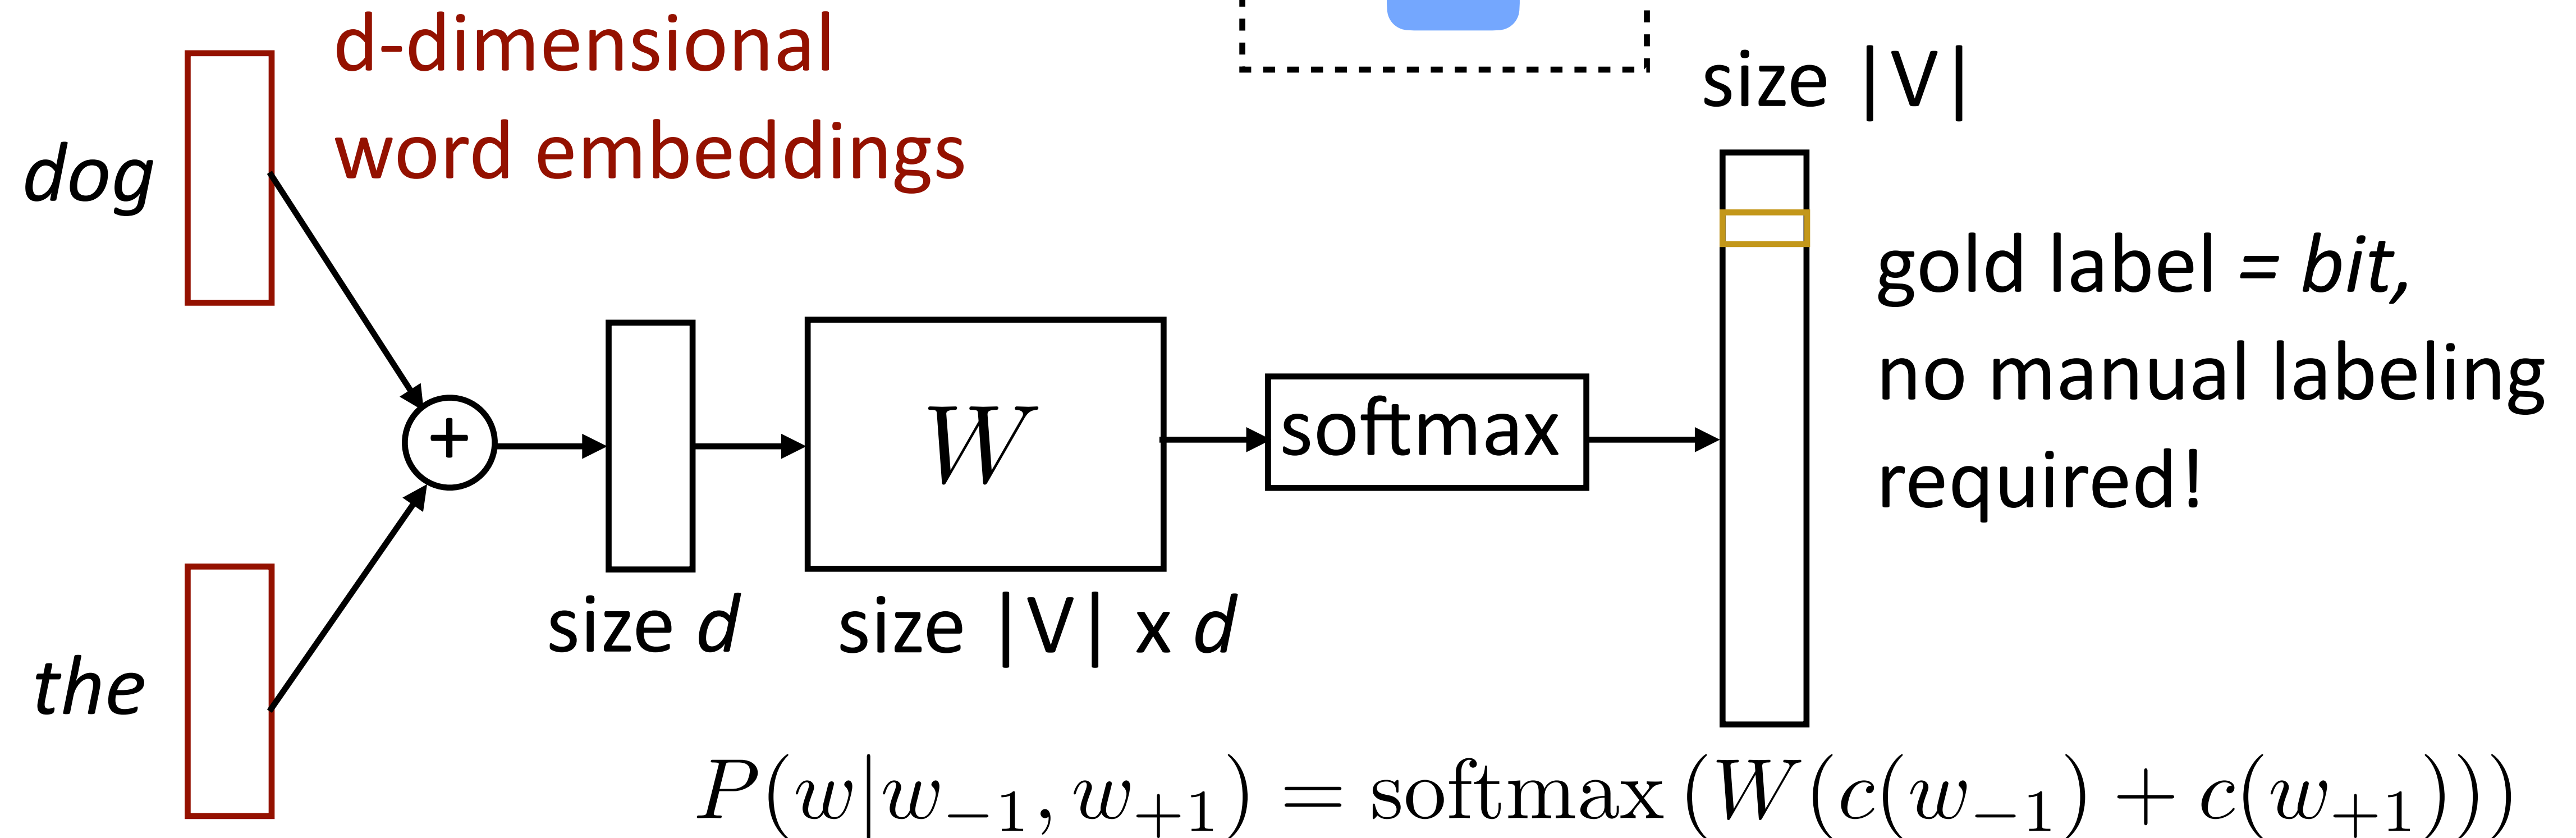 d-dimensional
word embeddings
size |V|
dog
gold label = bit,
no manual labeling
required!
+
W
softmax
size d
size |V| x d
the
P(w|w₋₁, w₊₁) = softmax (W(c(w₋₁) + c(w₊₁)))